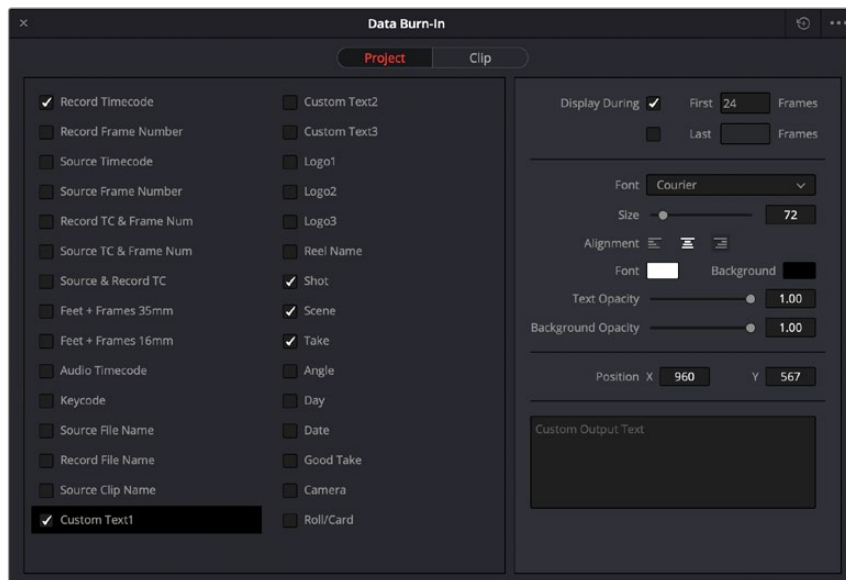 Data Burn-In
Project Clip
Record Timecode
Record Frame Number
Source Timecode
Source Frame Number
Record TC & Frame Num
Source TC & Frame Num
Source & Record TC
Feet + Frames 35mm
Feet + Frames 16mm
Audio Timecode
Keycode
Source File Name
Record File Name
Source Clip Name
Custom Text1
Custom Text2
Custom Text3
Logo1
Logo2
Logo3
Reel Name
Shot
Scene
Take
Angle
Day
Date
Good Take
Camera
Roll/Card
Display During First 24 Frames
Last Frames
Font Courier
Size 72
Alignment
Font Background
Text Opacity 1.00
Background Opacity 1.00
Position X 960 Y 567
Custom Output Text